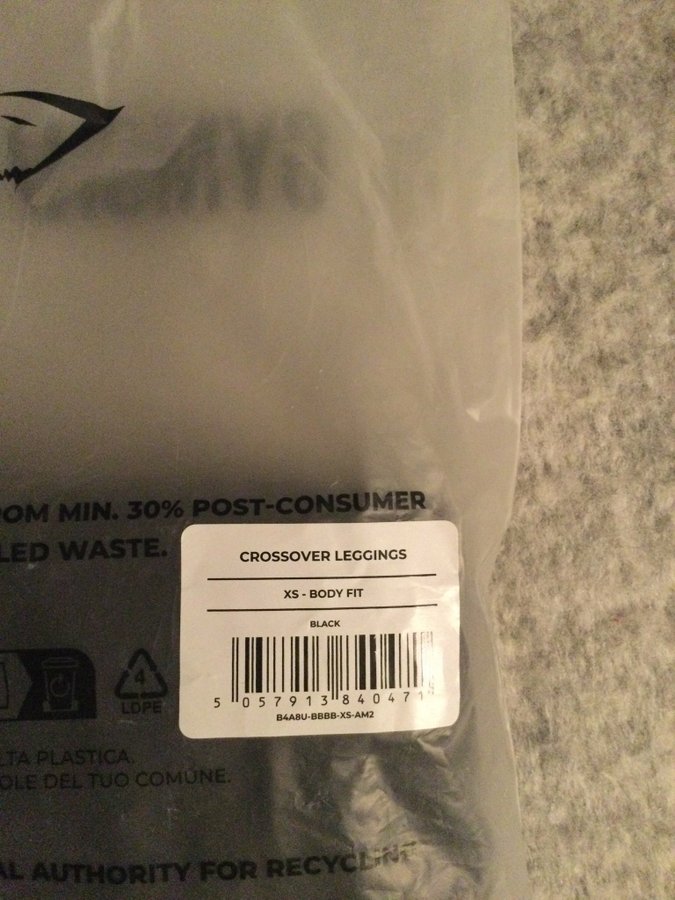 OM MIN. 30% POST-CONSUMER
LED WASTE.
CROSSOVER LEGGINGS
XS - BODY FIT
BLACK
5 057913 840471
B4A8U-BBBB-XS-AM2
4
LDPE
LTA PLASTICA.
OLE DEL TUO COMUNE.
AL AUTHORITY FOR RECYCLING